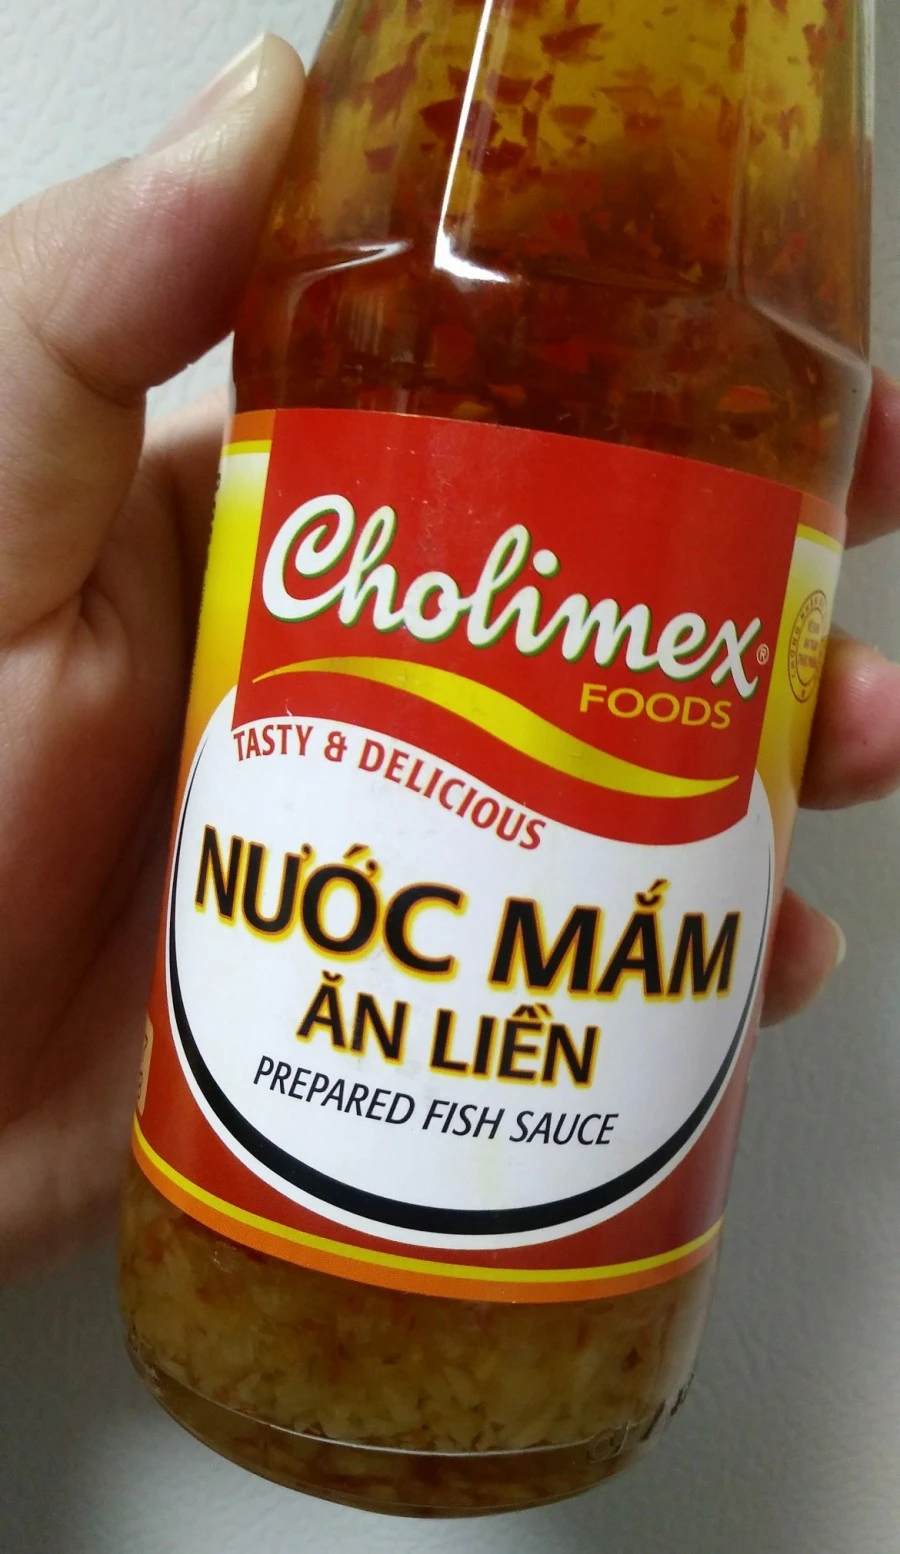 Cholimex®
FOODS
TASTY & DELICIOUS
NƯỚC MẮM
ĂN LIỀN
PREPARED FISH SAUCE